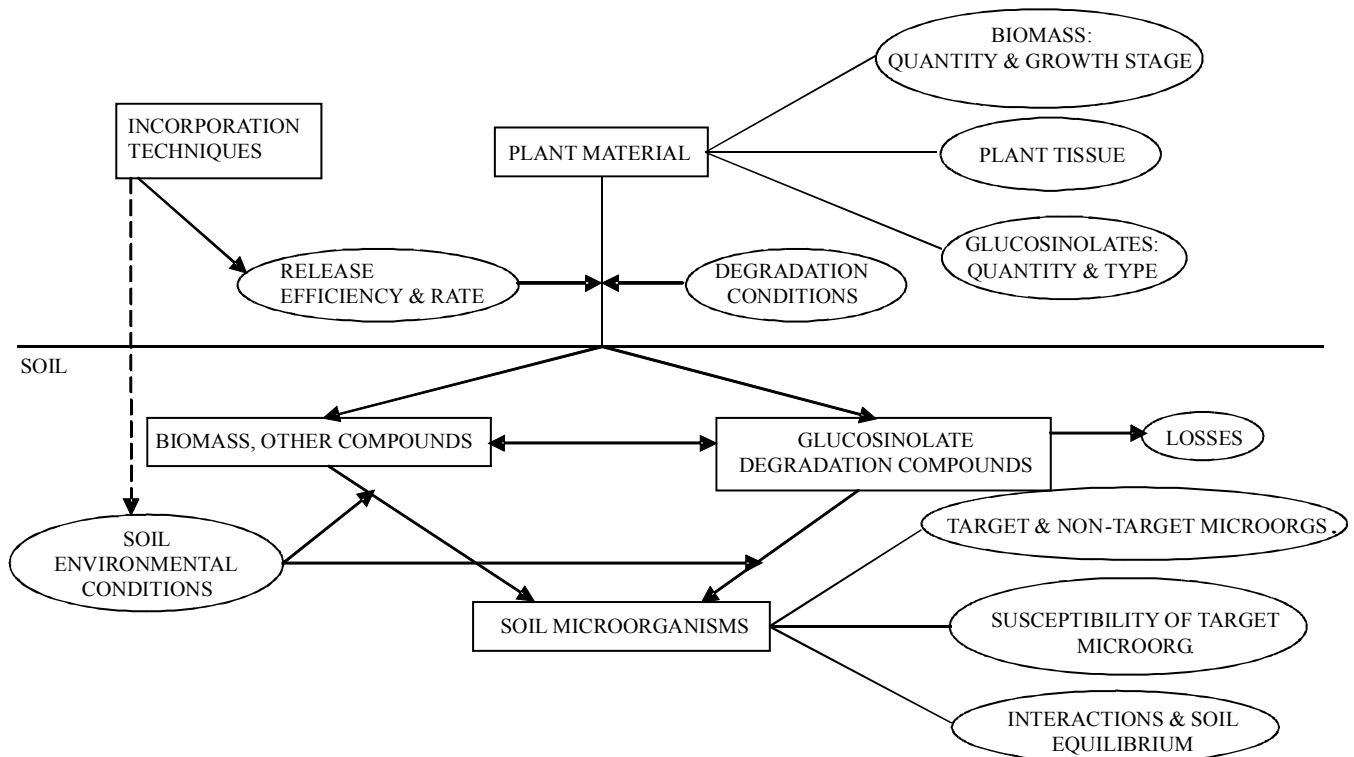 BIOMASS:
QUANTITY & GROWTH STAGE
INCORPORATION
TECHNIQUES
PLANT MATERIAL
PLANT TISSUE
GLUCOSINOLATES:
QUANTITY & TYPE
RELEASE
EFFICIENCY & RATE
DEGRADATION
CONDITIONS
SOIL
BIOMASS, OTHER COMPOUNDS
GLUCOSINOLATE
DEGRADATION COMPOUNDS
LOSSES
TARGET & NON-TARGET MICROORGS.
SOIL
ENVIRONMENTAL
CONDITIONS
SOIL MICROORGANISMS
SUSCEPTIBILITY OF TARGET
MICROORG.
INTERACTIONS & SOIL
EQUILIBRIUM